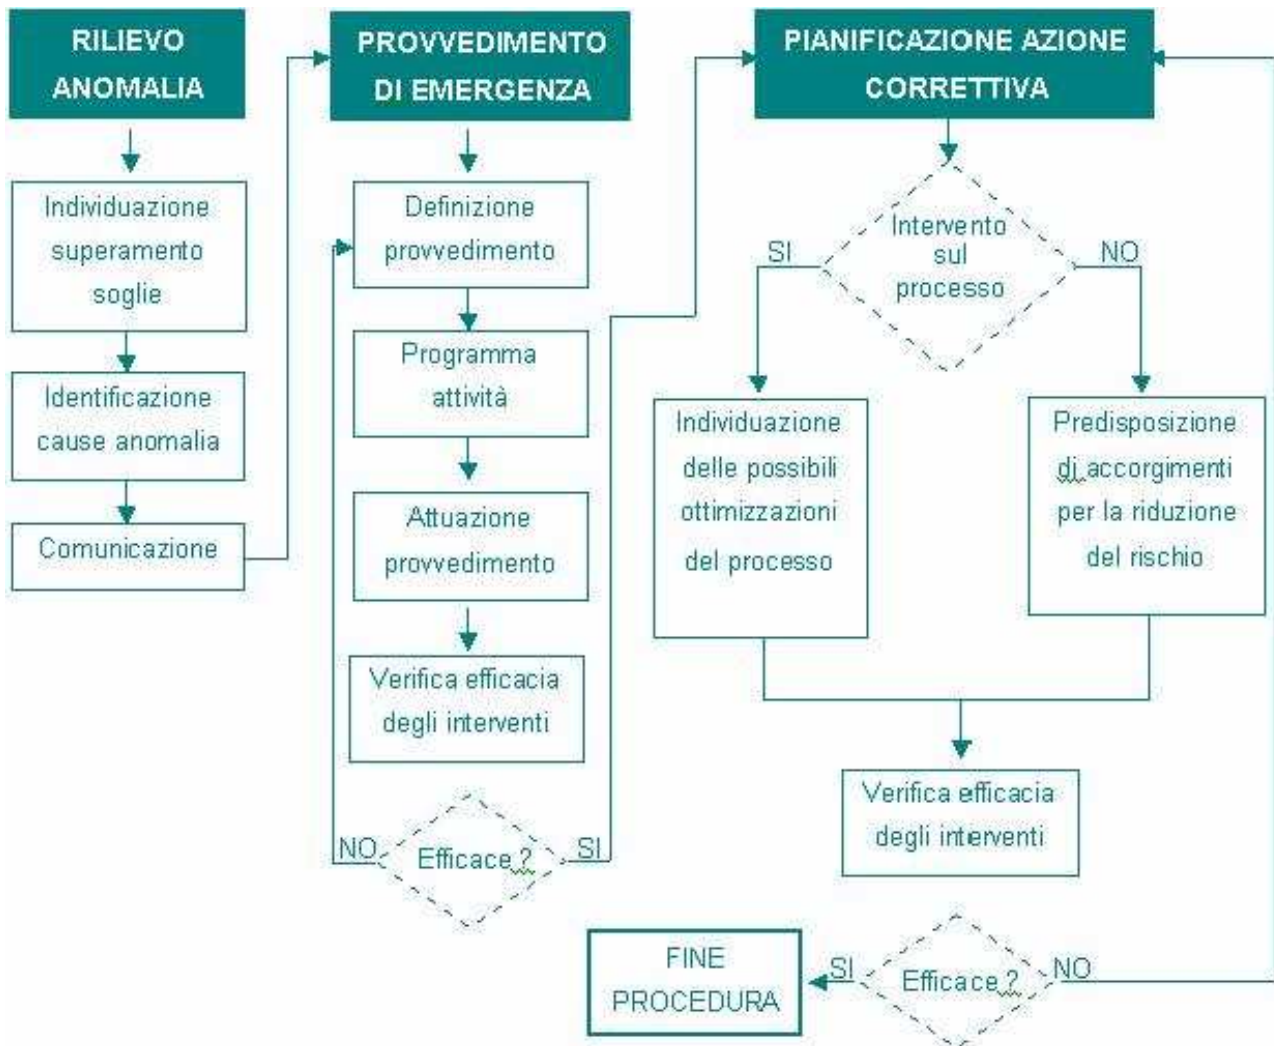 RILIEVO
ANOMALIA
Individuazione
superamento
soglie
Identificazione
cause anomalia
Comunicazione
PROVVEDIMENTO
DI EMERGENZA
Definizione
provvedimento
Programma
attività
Attuazione
provvedimento
Verifica efficacia
degli interventi
NO
Efficace ?
SI
PIANIFICAZIONE AZIONE
CORRETTIVA
Intervento
sul
processo
SI
NO
Individuazione
delle possibili
ottimizzazioni
del processo
Predisposizione
di accorgimenti
per la riduzione
del rischio
Verifica efficacia
degli interventi
Efficace ?
SI
NO
FINE
PROCEDURA